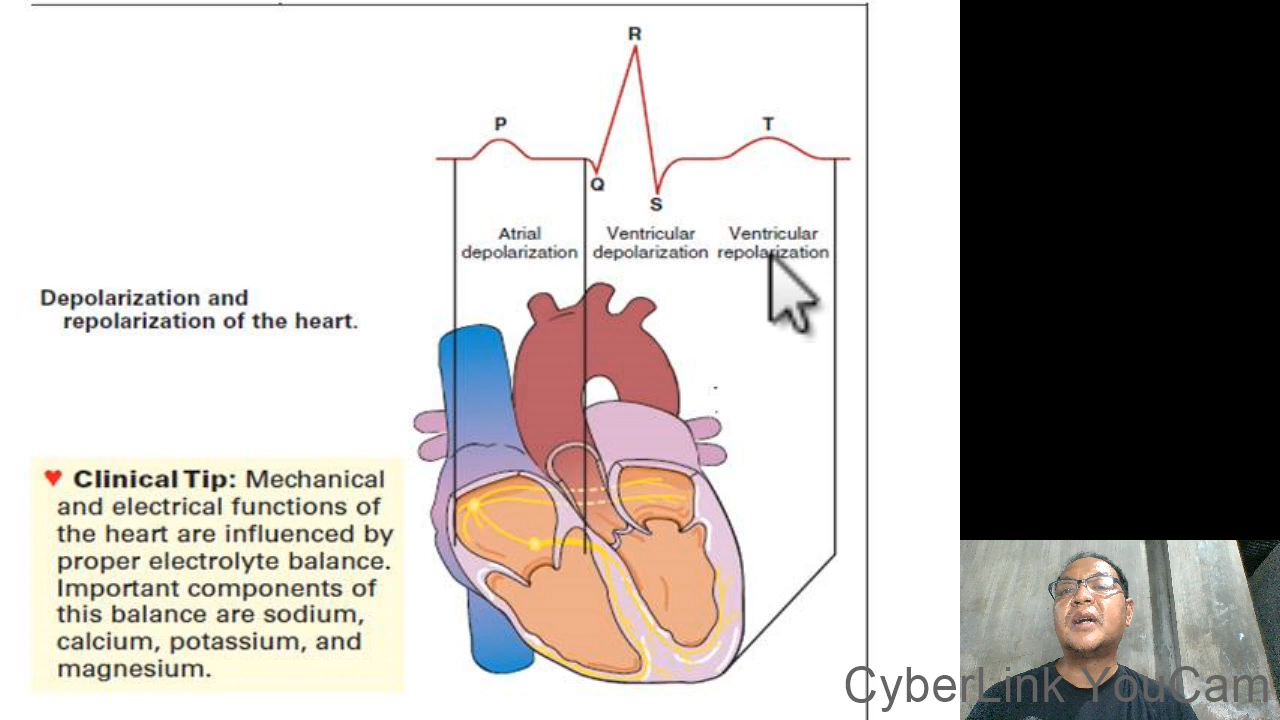 R
P
T
Q
S
Atrial
depolarization
Ventricular
depolarization
Ventricular
repolarization
Depolarization and
repolarization of the heart.
♥ Clinical Tip: Mechanical
and electrical functions of
the heart are influenced by
proper electrolyte balance.
Important components of
this balance are sodium,
calcium, potassium, and
magnesium.
CyberLink YouCam